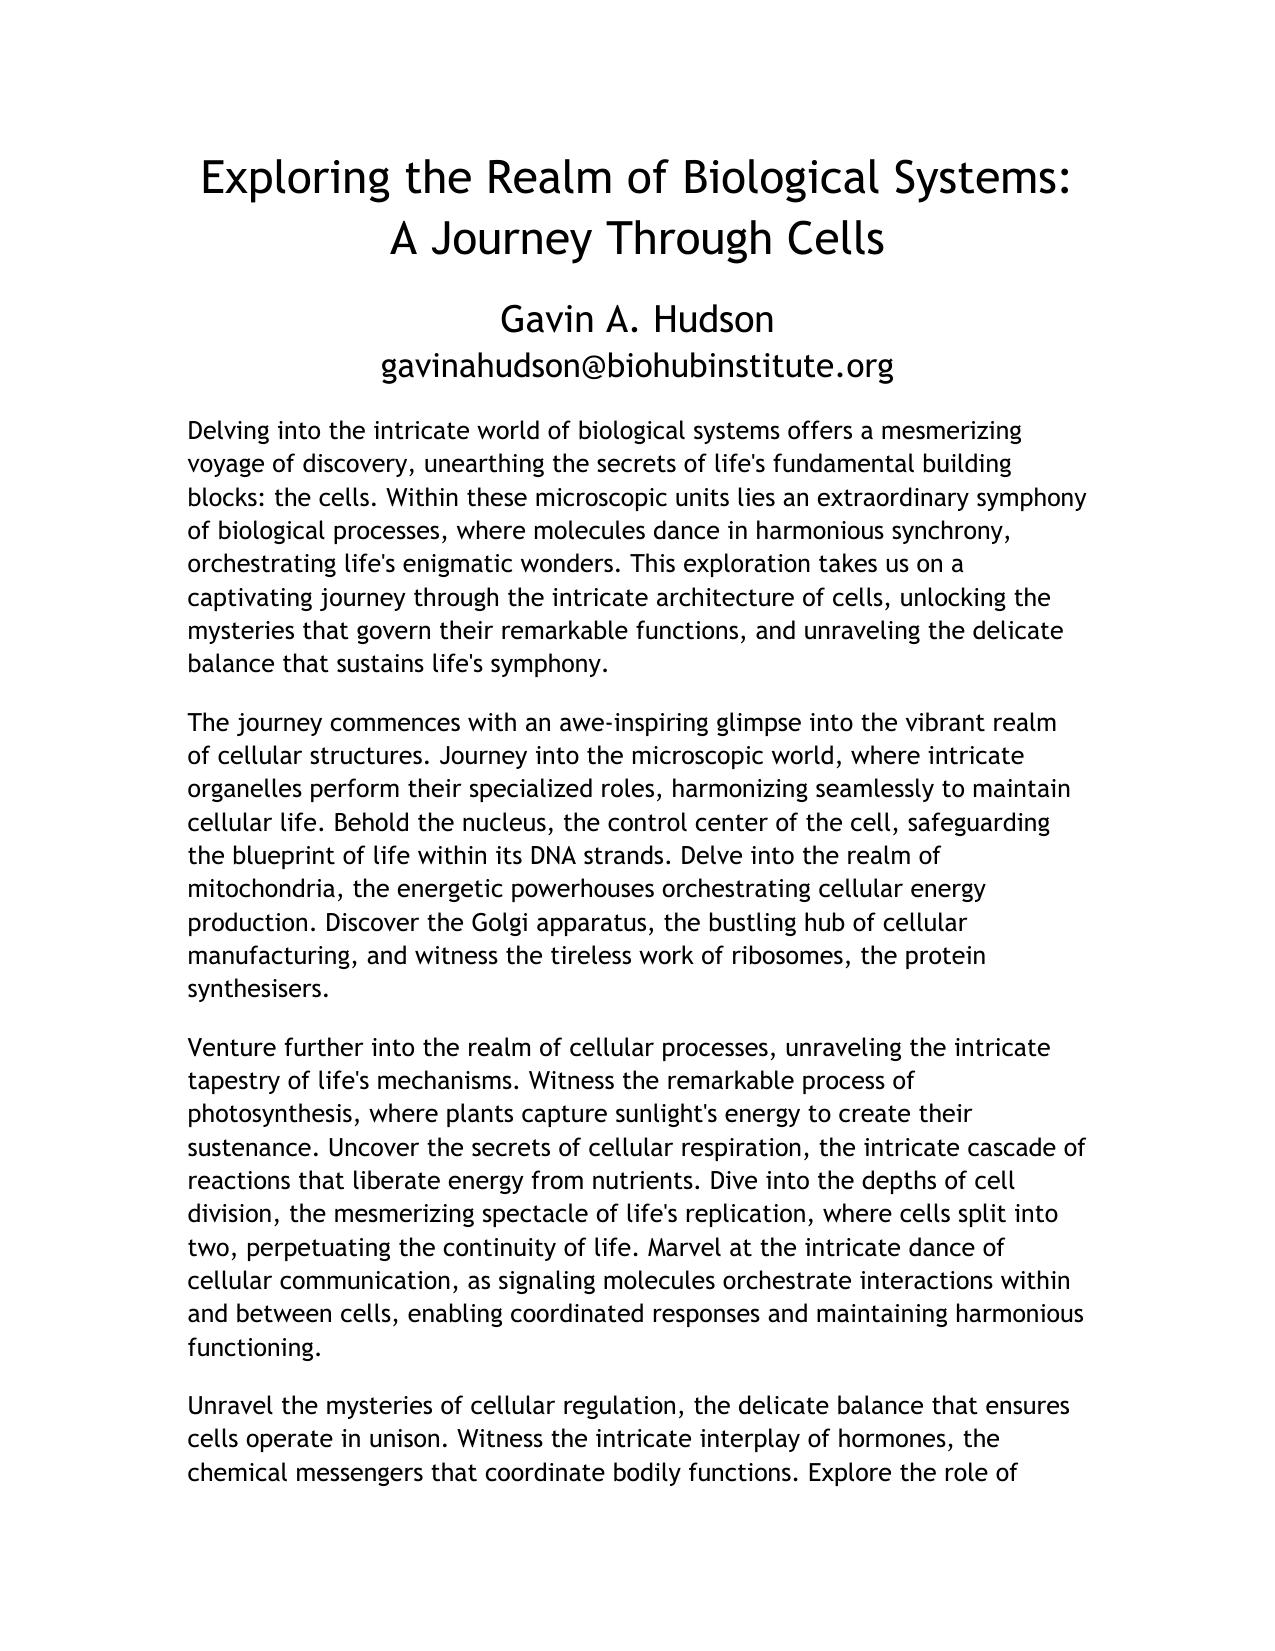 Exploring the Realm of Biological Systems:
A Journey Through Cells
Gavin A. Hudson
gavinahudson@biohubinstitute.org
Delving into the intricate world of biological systems offers a mesmerizing
voyage of discovery, unearthing the secrets of life's fundamental building
blocks: the cells. Within these microscopic units lies an extraordinary symphony
of biological processes, where molecules dance in harmonious synchrony,
orchestrating life's enigmatic wonders. This exploration takes us on a
captivating journey through the intricate architecture of cells, unlocking the
mysteries that govern their remarkable functions, and unraveling the delicate
balance that sustains life's symphony.
The journey commences with an awe-inspiring glimpse into the vibrant realm
of cellular structures. Journey into the microscopic world, where intricate
organelles perform their specialized roles, harmonizing seamlessly to maintain
cellular life. Behold the nucleus, the control center of the cell, safeguarding
the blueprint of life within its DNA strands. Delve into the realm of
mitochondria, the energetic powerhouses orchestrating cellular energy
production. Discover the Golgi apparatus, the bustling hub of cellular
manufacturing, and witness the tireless work of ribosomes, the protein
synthesisers.
Venture further into the realm of cellular processes, unraveling the intricate
tapestry of life's mechanisms. Witness the remarkable process of
photosynthesis, where plants capture sunlight's energy to create their
sustenance. Uncover the secrets of cellular respiration, the intricate cascade of
reactions that liberate energy from nutrients. Dive into the depths of cell
division, the mesmerizing spectacle of life's replication, where cells split into
two, perpetuating the continuity of life. Marvel at the intricate dance of
cellular communication, as signaling molecules orchestrate interactions within
and between cells, enabling coordinated responses and maintaining harmonious
functioning.
Unravel the mysteries of cellular regulation, the delicate balance that ensures
cells operate in unison. Witness the intricate interplay of hormones, the
chemical messengers that coordinate bodily functions. Explore the role of